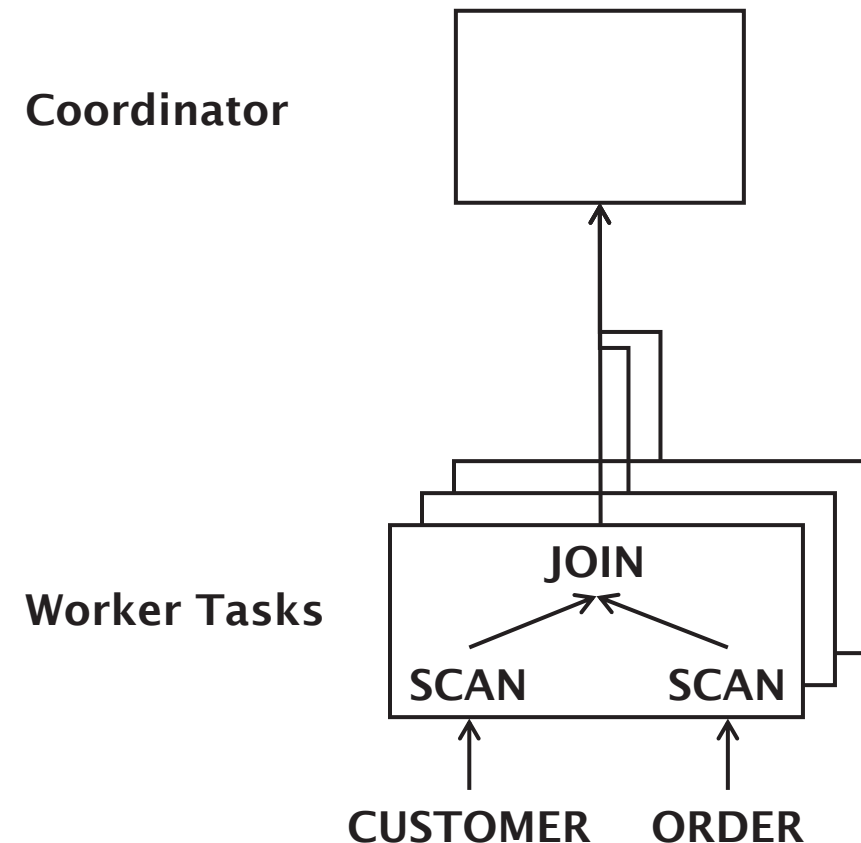 Coordinator
JOIN
Worker Tasks
SCAN SCAN
CUSTOMER ORDER